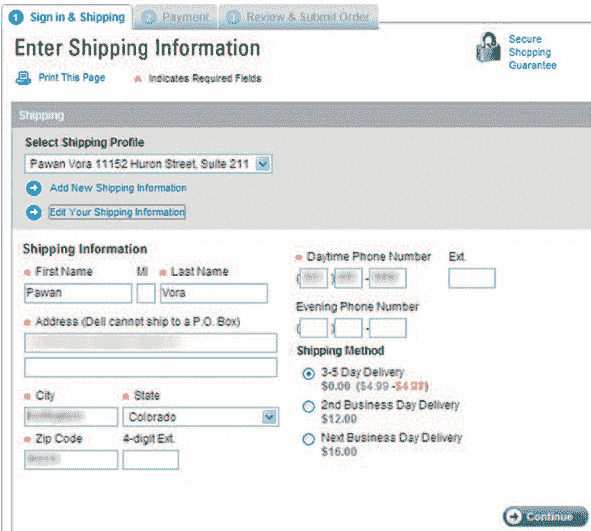 1 Sign in & Shipping 2 Payment 3 Review & Submit Order
Enter Shipping Information
Secure
Shopping
Guarantee
Print This Page Indicates Required Fields
Shipping
Select Shipping Profile
Pawan Vora 11152 Huron Street, Suite 211
Add New Shipping Information
Edit Your Shipping Information
Shipping Information
First Name MI Last Name
Pawan Vora
Address (Dell cannot ship to a P.O. Box)
City State
Colorado
Zip Code 4-digit Ext.
Daytime Phone Number Ext.
( ) -
Evening Phone Number
( ) -
Shipping Method
3-5 Day Delivery
$0.00 ($4.99 -$4.99)
2nd Business Day Delivery
$12.00
Next Business Day Delivery
$16.00
Continue